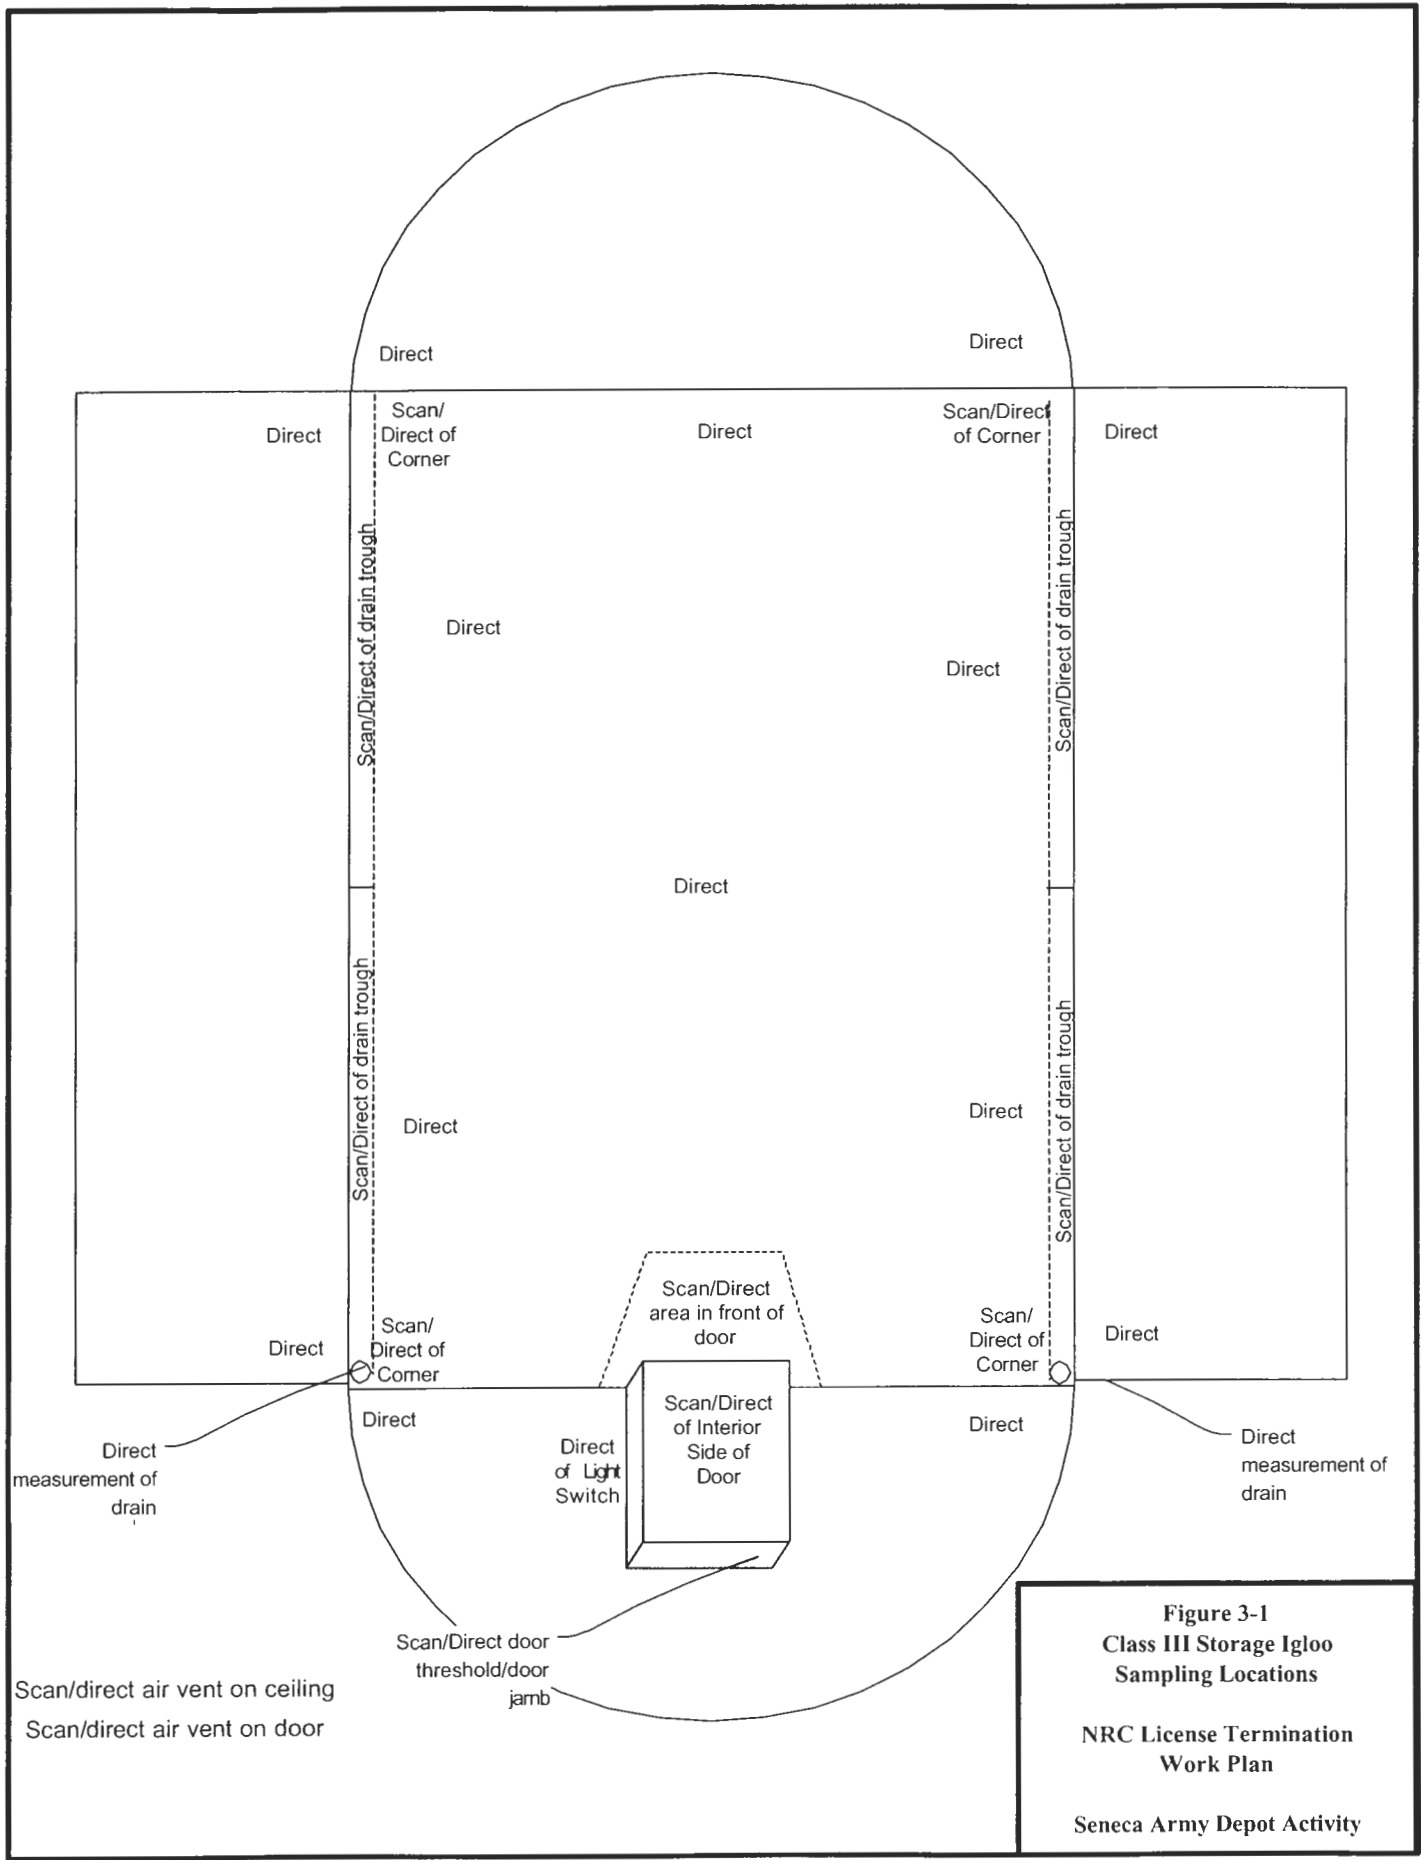 Direct
Direct
Direct
Scan/
Direct of
Corner
Direct
Scan/Direct
of Corner
Direct
Scan/Direct of drain trough
Scan/Direct of drain trough
Direct
Direct
Direct
Scan/Direct of drain trough
Scan/Direct of drain trough
Direct
Direct
Scan/Direct
area in front of
door
Direct
Scan/
Direct of
Corner
Scan/
Direct of
Corner
Direct
Direct
Direct
Scan/Direct
of Interior
Side of
Door
Direct
of Light
Switch
Direct
measurement of
drain
Direct
measurement of
drain
Scan/Direct door
threshold/door
jamb
Scan/direct air vent on ceiling
Scan/direct air vent on door
Figure 3-1
Class III Storage Igloo
Sampling Locations
NRC License Termination
Work Plan
Seneca Army Depot Activity